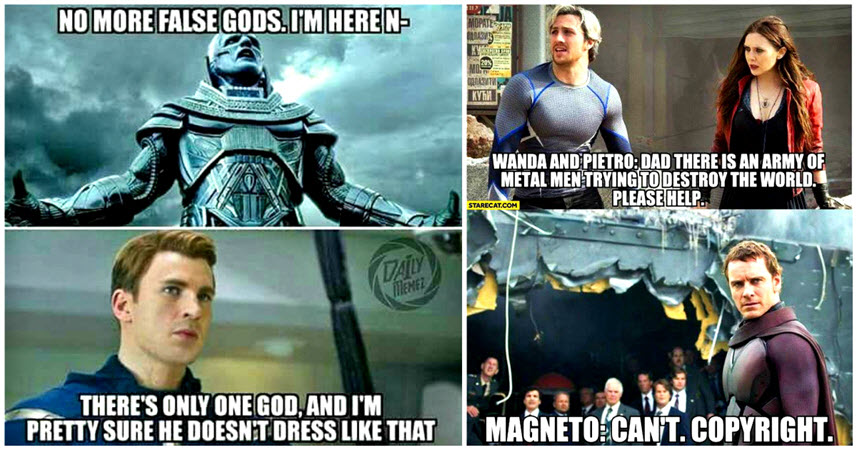 NO MORE FALSE GODS. I'M HERE N-
DAILY
MEMEZ
THERE'S ONLY ONE GOD, AND I'M
PRETTY SURE HE DOESN'T DRESS LIKE THAT
20%
WANDA AND PIETRO: DAD THERE IS AN ARMY OF
METAL MEN TRYING TO DESTROY THE WORLD.
PLEASE HELP.
STARECAT.COM
MAGNETO: CAN'T. COPYRIGHT.